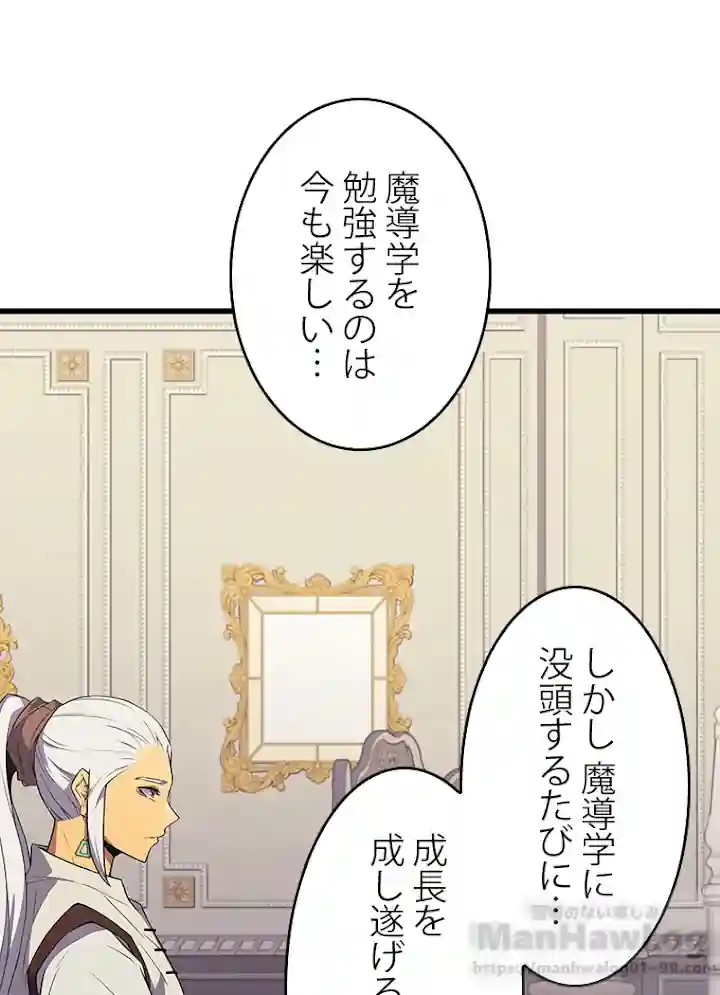 魔導学を
勉強するのは
今も楽しい…
しかし 魔導学に
没頭するたびに…
成長を
成し遂げる
ManHawLog